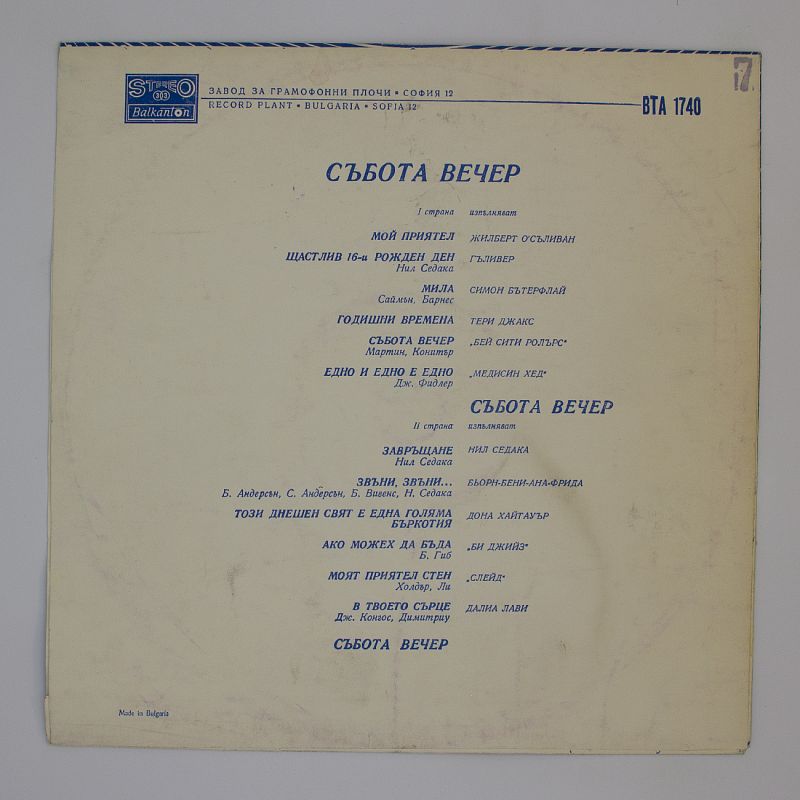 7
STEREO
303
Balkanton
ЗАВОД ЗА ГРАМОФОННИ ПЛОЧИ • СОФИЯ 12
RECORD PLANT • BULGARIA • SOFIA 12
ВТА 1740
СЪБОТА ВЕЧЕР
I страна изпълняват
МОЙ ПРИЯТЕЛ ЖИЛБЕРТ О'СЪЛИВАН
ЩАСТЛИВ 16-и РОЖДЕН ДЕН ГЪЛИВЕР
Нил Седака
МИЛА СИМОН БЪТЕРФЛАЙ
Саймън, Барнес
ГОДИШНИ ВРЕМЕНА ТЕРИ ДЖАКС
СЪБОТА ВЕЧЕР „БЕЙ СИТИ РОЛЪРС"
Мартин, Конитър
ЕДНО И ЕДНО Е ЕДНО „МЕДИСИН ХЕД"
Дж. Фидлер
СЪБОТА ВЕЧЕР
II страна изпълняват
ЗАВРЪЩАНЕ НИЛ СЕДАКА
Нил Седака
ЗВЪНИ, ЗВЪНИ... БЬОРН-БЕНИ-АНА-ФРИДА
Б. Андерсън, С. Андерсън, Б. Вивенс, Н. Седака
ТОЗИ ДНЕШЕН СВЯТ Е ЕДНА ГОЛЯМА ДОНА ХАЙТАУЪР
БЪРКОТИЯ
АКО МОЖЕХ ДА БЪДА „БИ ДЖИЙЗ"
Б. Гиб
МОЯТ ПРИЯТЕЛ СТЕН „СЛЕЙД"
Холдър, Ли
В ТВОЕТО СЪРЦЕ ДАЛИА ЛАВИ
Дж. Конгос, Димитриу
СЪБОТА ВЕЧЕР
Made in Bulgaria